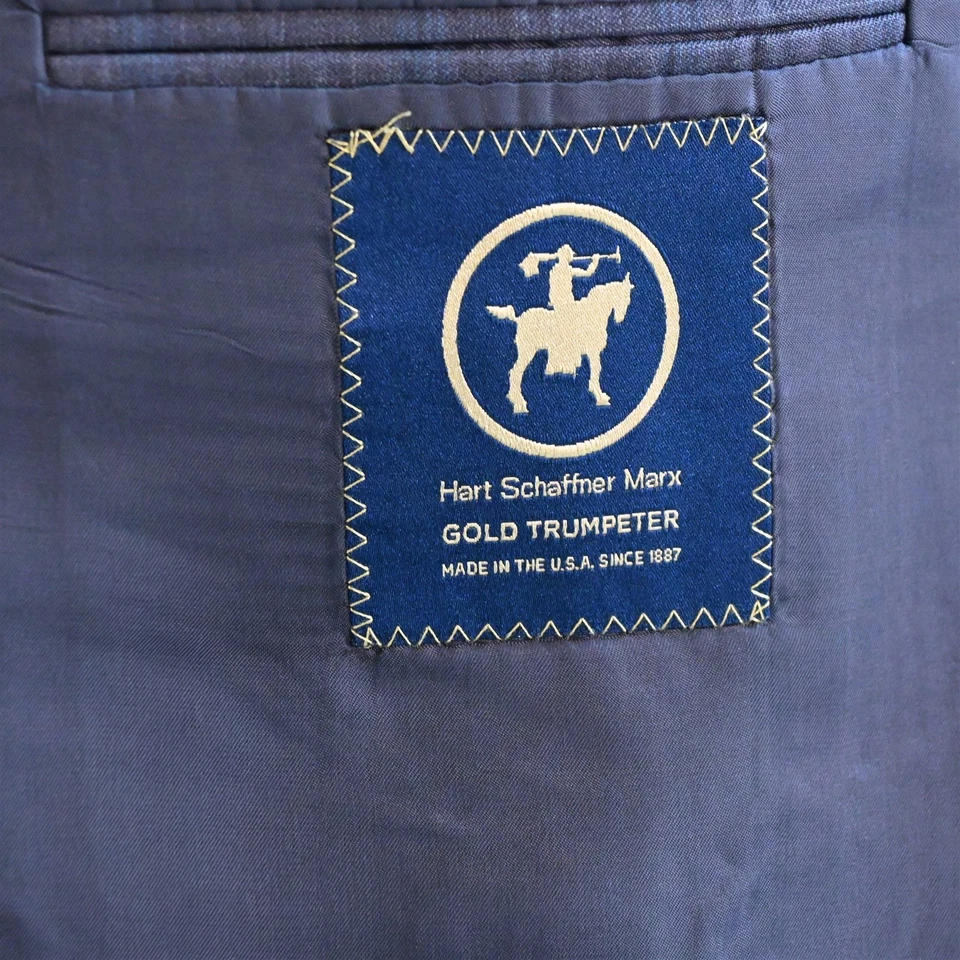 Hart Schaffner Marx
GOLD TRUMPETER
MADE IN THE U.S.A. SINCE 1887